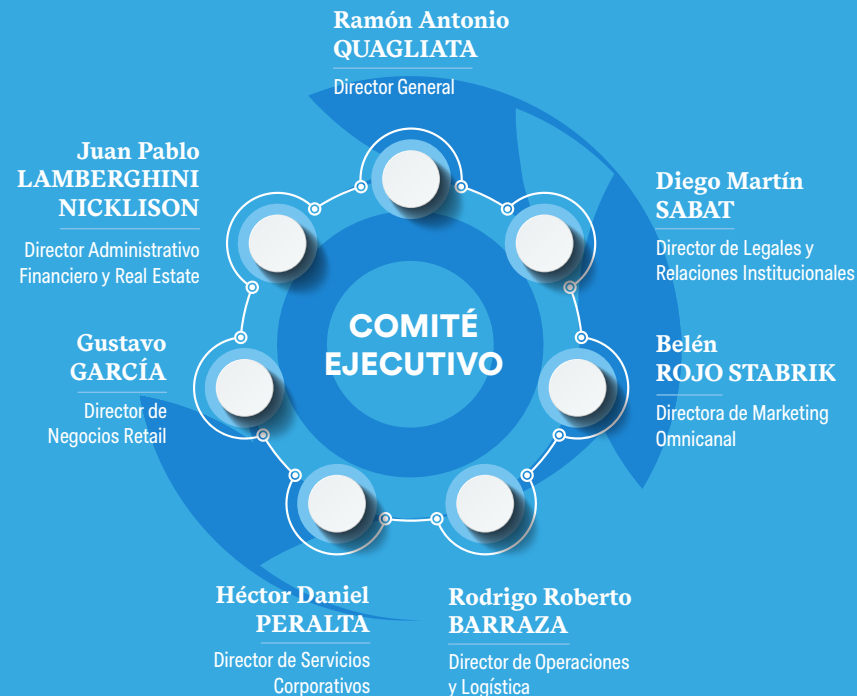 Ramón Antonio
QUAGLIATA
Director General
Juan Pablo
LAMBERGHINI
NICKLISON
Director Administrativo
Financiero y Real Estate
Diego Martín
SABAT
Director de Legales y
Relaciones Institucionales
COMITÉ
EJECUTIVO
Gustavo
GARCÍA
Director de
Negocios Retail
Belén
ROJO STABRIK
Directora de Marketing
Omnicanal
Héctor Daniel
PERALTA
Director de Servicios
Corporativos
Rodrigo Roberto
BARRAZA
Director de Operaciones
y Logística